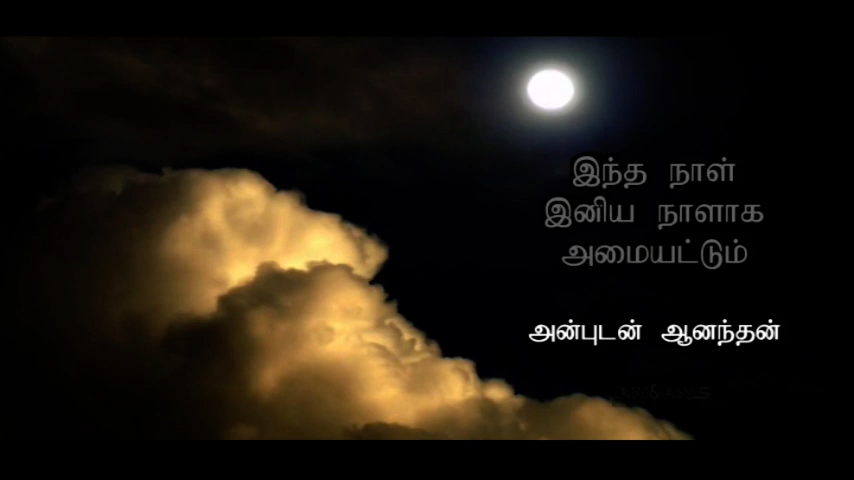 இந்த நாள்
இனிய நாளாக
அமையட்டும்
அன்புடன் ஆனந்தன்